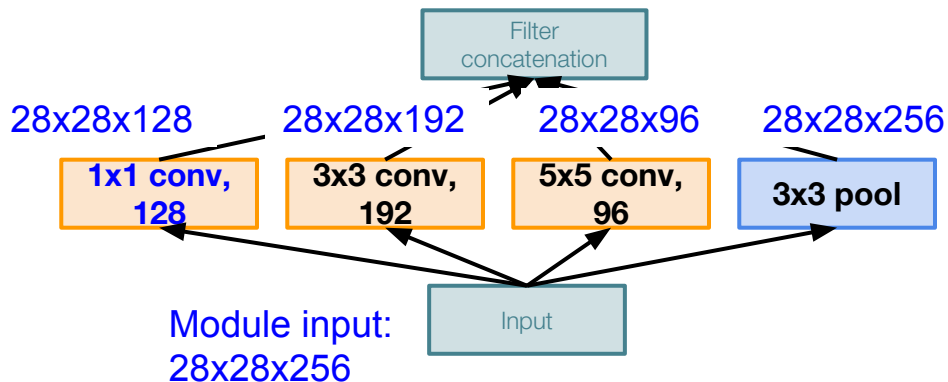 Filter
concatenation
28x28x128
28x28x192
28x28x96
28x28x256
1x1 conv,
128
3x3 conv,
192
5x5 conv,
96
3x3 pool
Input
Module input:
28x28x256